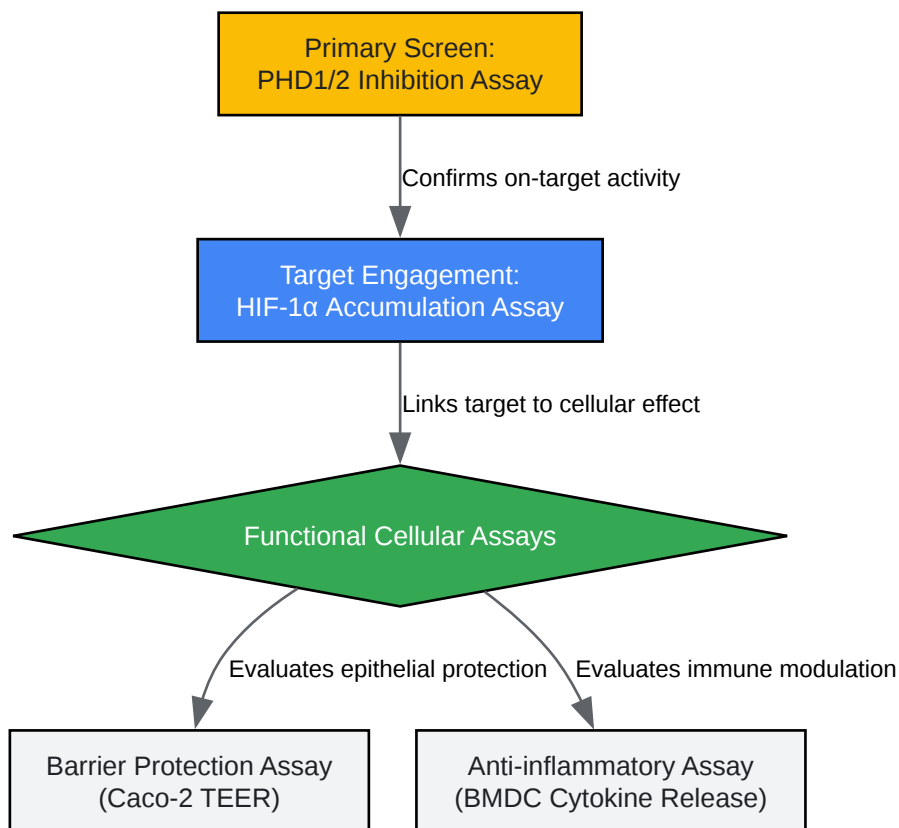 Primary Screen:
PHD1/2 Inhibition Assay
Confirms on-target activity
Target Engagement:
HIF-1α Accumulation Assay
Links target to cellular effect
Functional Cellular Assays
Evaluates epithelial protection
Evaluates immune modulation
Barrier Protection Assay
(Caco-2 TEER)
Anti-inflammatory Assay
(BMDC Cytokine Release)